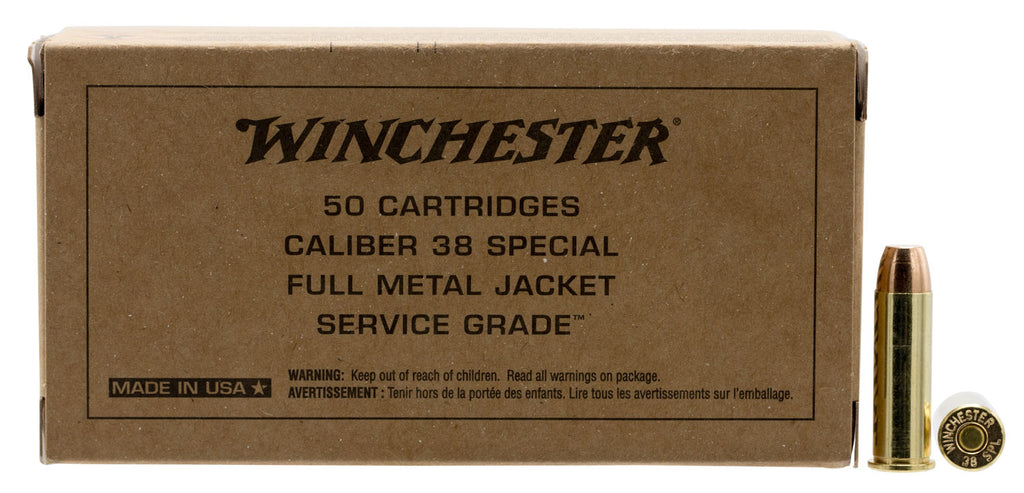 WINCHESTER®
50 CARTRIDGES
CALIBER 38 SPECIAL
FULL METAL JACKET
SERVICE GRADE™
MADE IN USA ★
WARNING: Keep out of reach of children. Read all warnings on package.
AVERTISSEMENT : Tenir hors de la portée des enfants. Lire tous les avertissements sur l'emballage.
WINCHESTER
38 SPL